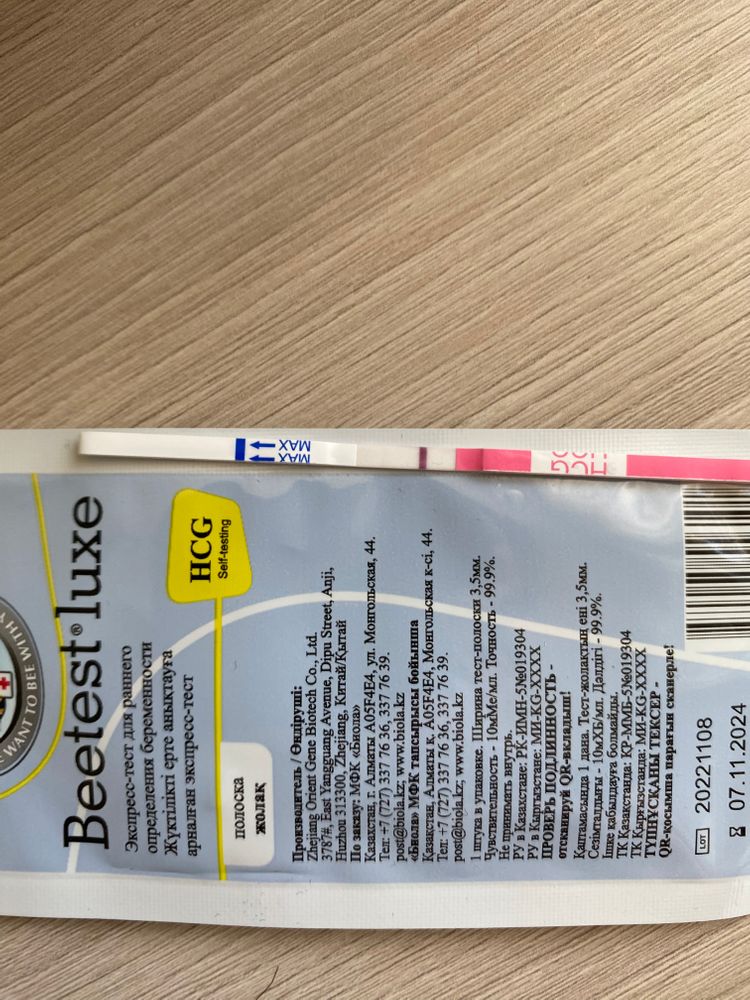 WANT TO BEE WITH
Beetest® luxe
Экспресс-тест для раннего
определения беременности
Жүктілікті ерте анықтауға
арналған экспресс-тест
HCG
Self-testing
полоска
жолақ
MAX
MAX
Производитель / Өндіруші:
Zhejiang Orient Gene Biotech Co., Ltd.
3787#, East Yangguang Avenue, Dipu Street, Anji,
Huzhou 313300, Zhejiang, Китай/Қытай
По заказу: МФК «Биола»
Казахстан, г. Алматы A05F4E4, ул. Монгольская, 44.
Тел: +7 (727) 337 76 36, 337 76 39.
post@biola.kz; www.biola.kz
«Биола» МФК тапсырысы бойынша
Қазақстан, Алматы қ. A05F4E4, Монгольская к-сі, 44.
Тел: +7 (727) 337 76 36, 337 76 39.
post@biola.kz, www.biola.kz
1 штука в упаковке. Ширина тест-полоски 3,5мм.
Чувствительность - 10мМе/мл. Точность - 99.9%.
Не принимать внутрь.
РУ в Казахстане: РК-ИМН-5№019304
РУ в Кыргызстане: МИ-KG-XXXX
ПРОВЕРЬ ПОДЛИННОСТЬ -
отсканируй QR-вкладыш!
Қаптамасында 1 дана. Тест-жолақтың ені 3,5мм.
Сезімталдығы - 10мХБ/мл. Дәлдігі - 99.9%.
Ішке қабылдауға болмайды.
ТК Қазақстанда: ҚР-ММБ-5№019304
ТК Қырғызстанда: МИ-KG-XXXX
ТҮПНҰСҚАНЫ ТЕКСЕР -
QR-қосымша парағын сканерле!
LOT 20221108
07.11.2024